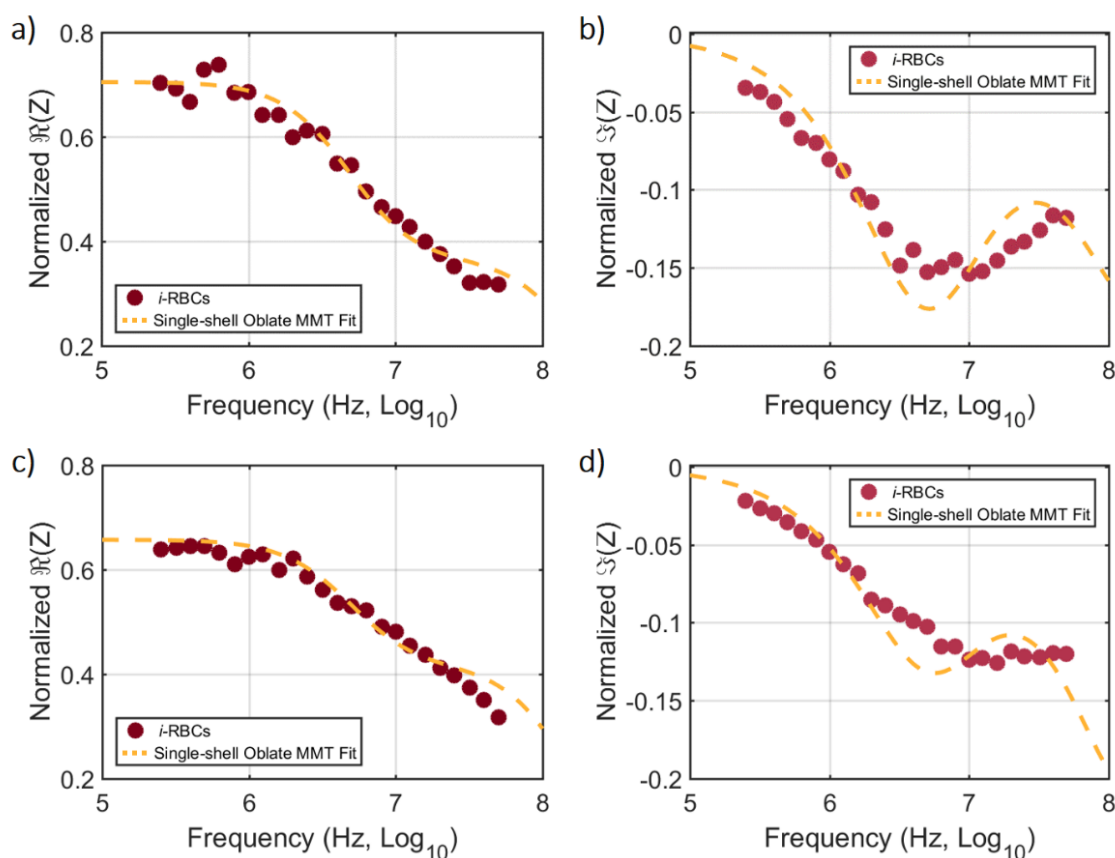 a)
0.8
0.6
0.4
0.2
Normalized ℜ(Z)
i-RBCs
Single-shell Oblate MMT Fit
5 6 7 8
Frequency (Hz, Log10)
b)
0
-0.05
-0.1
-0.15
-0.2
Normalized ℑ(Z)
i-RBCs
Single-shell Oblate MMT Fit
5 6 7 8
Frequency (Hz, Log10)
c)
0.8
0.6
0.4
0.2
Normalized ℜ(Z)
i-RBCs
Single-shell Oblate MMT Fit
5 6 7 8
Frequency (Hz, Log10)
d)
0
-0.05
-0.1
-0.15
-0.2
Normalized ℑ(Z)
i-RBCs
Single-shell Oblate MMT Fit
5 6 7 8
Frequency (Hz, Log10)